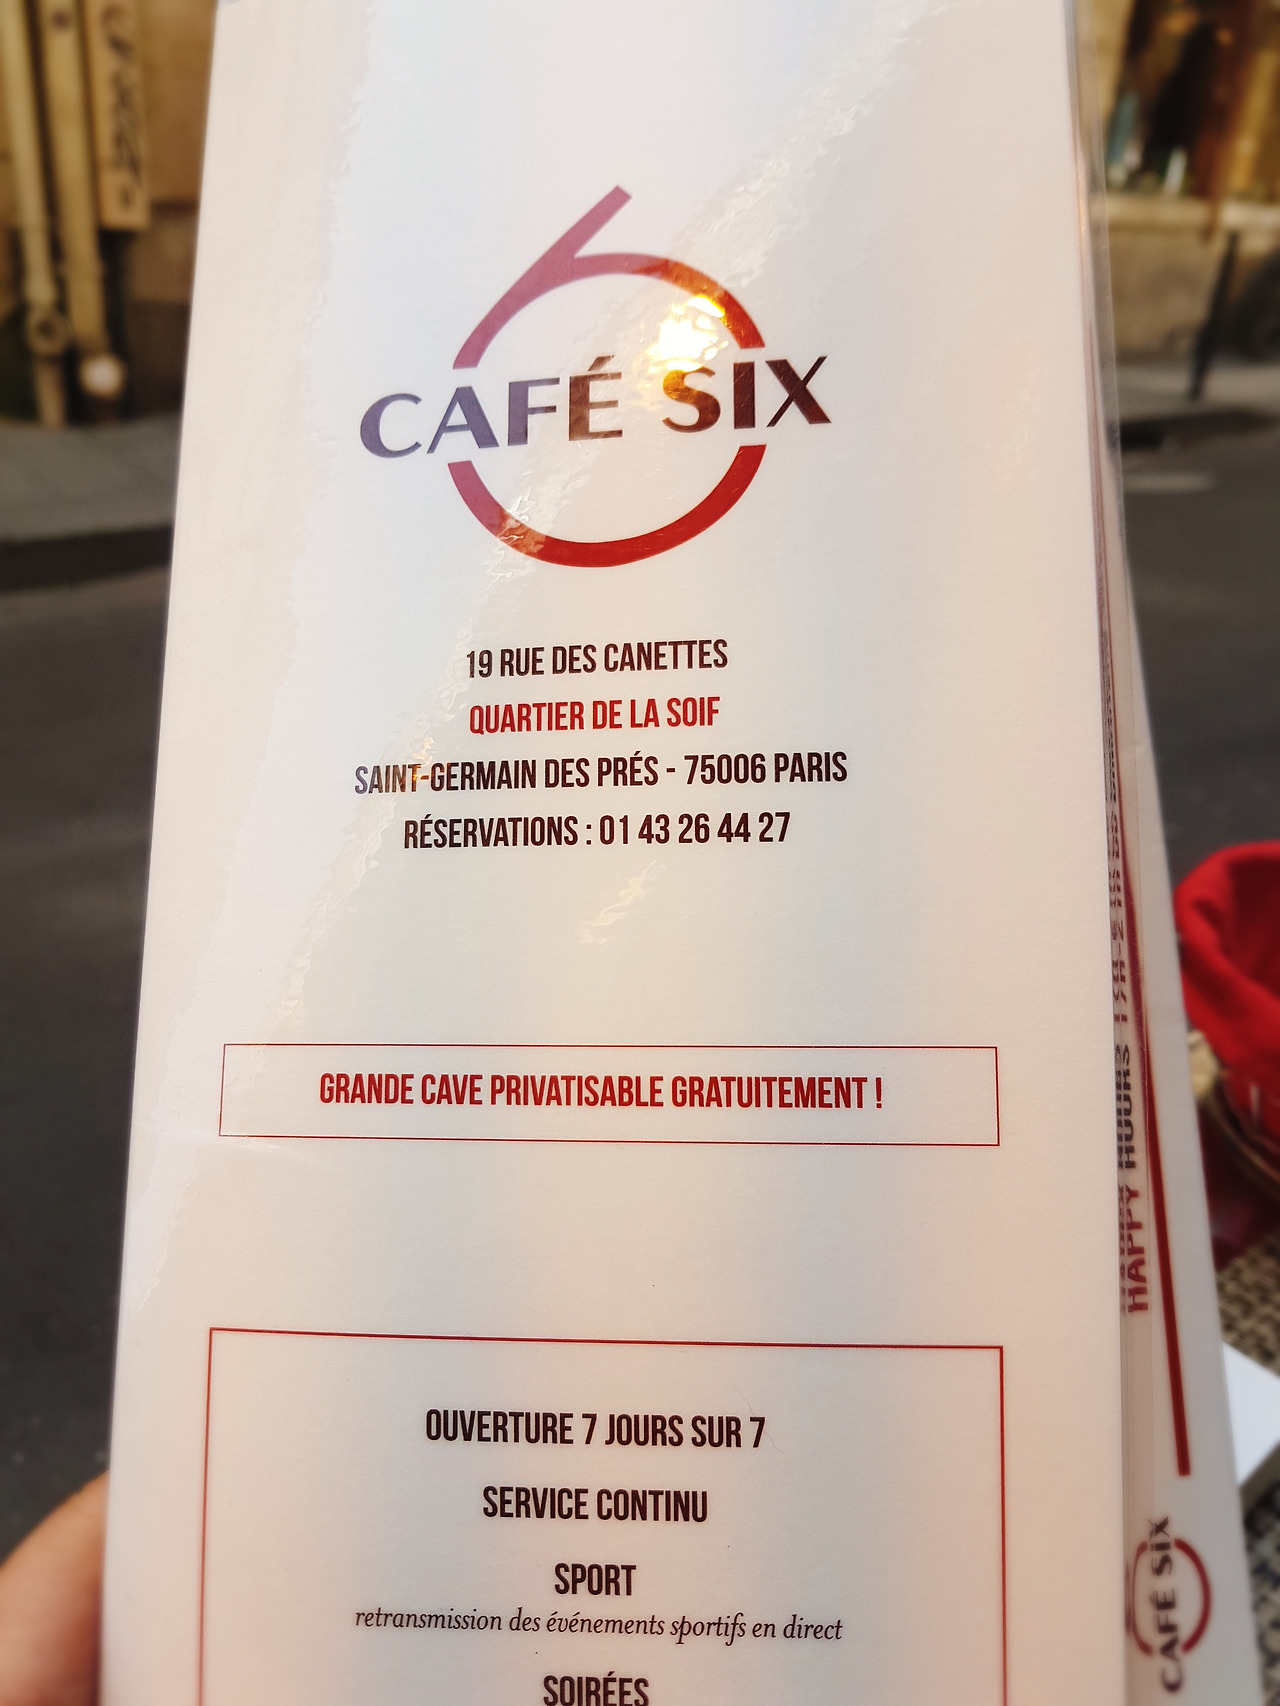 6
CAFÉ SIX
19 RUE DES CANETTES
QUARTIER DE LA SOIF
SAINT-GERMAIN DES PRÉS - 75006 PARIS
RÉSERVATIONS : 01 43 26 44 27
GRANDE CAVE PRIVATISABLE GRATUITEMENT !
OUVERTURE 7 JOURS SUR 7
SERVICE CONTINU
SPORT
retransmission des événements sportifs en direct
SOIRÉES
HAPPY HOURS
CAFÉ SIX